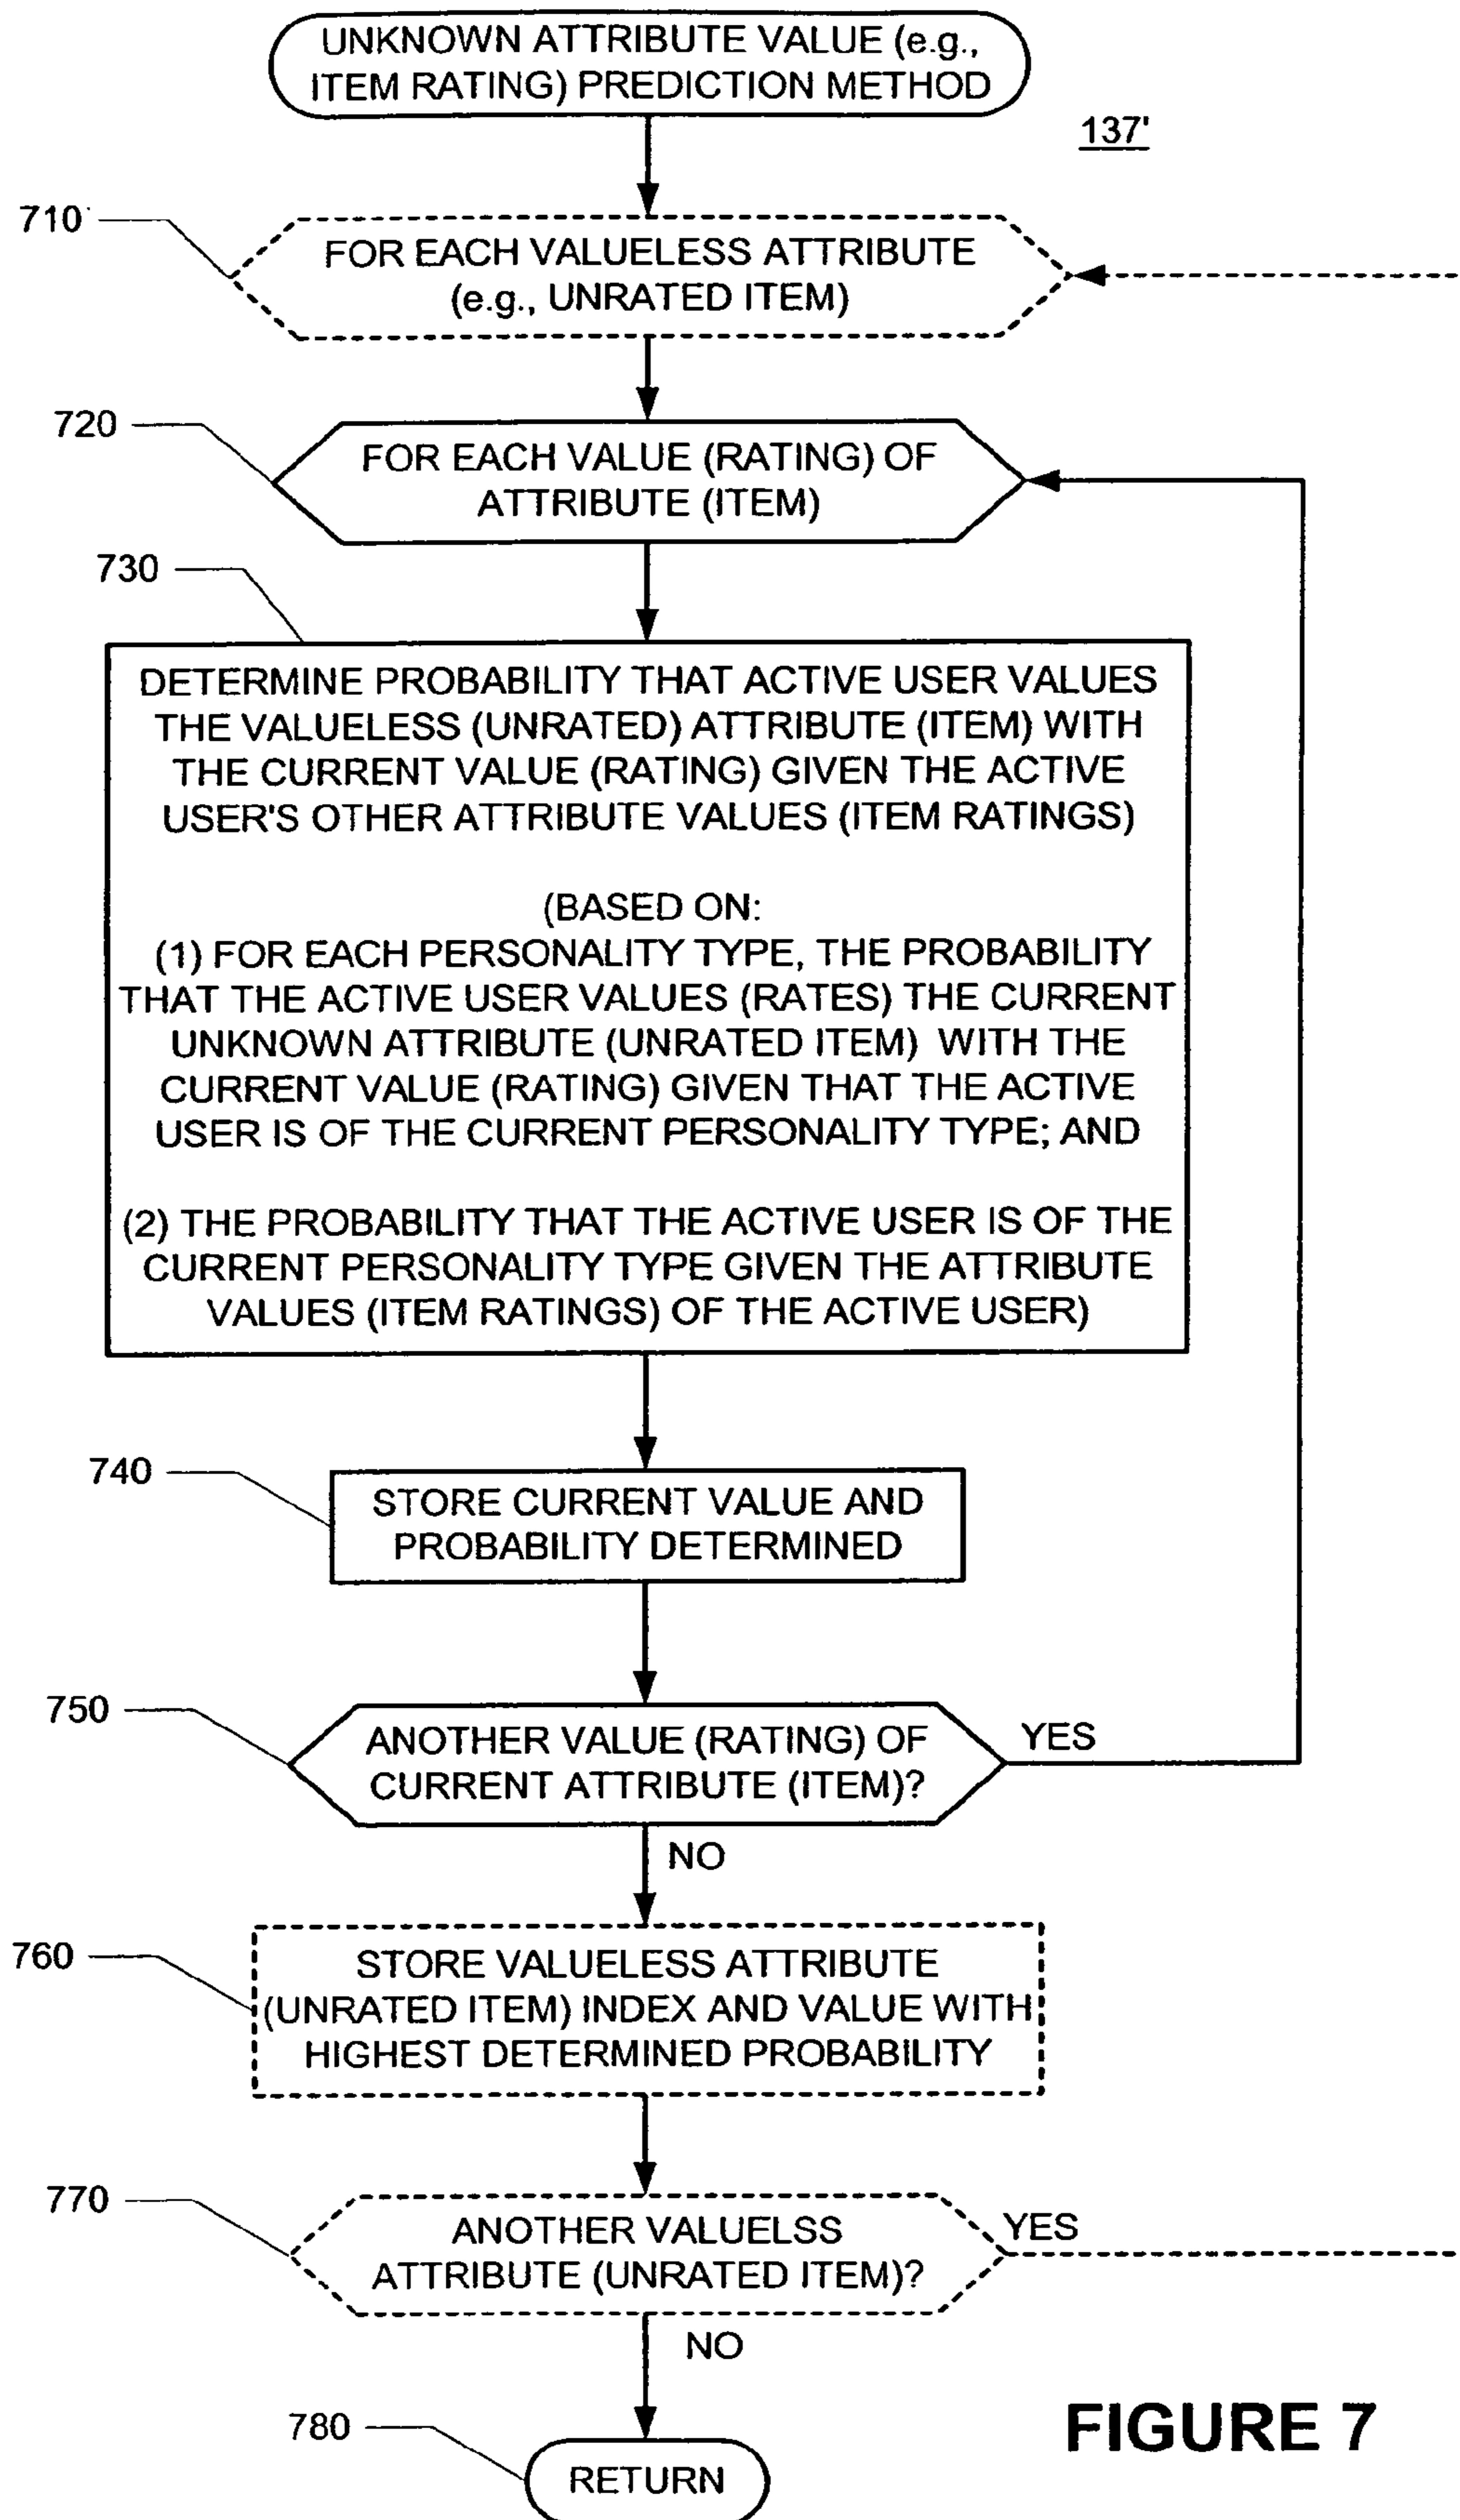 UNKNOWN ATTRIBUTE VALUE (e.g.,
ITEM RATING) PREDICTION METHOD
137'
710
FOR EACH VALUELESS ATTRIBUTE
(e.g., UNRATED ITEM)
720
FOR EACH VALUE (RATING) OF
ATTRIBUTE (ITEM)
730
DETERMINE PROBABILITY THAT ACTIVE USER VALUES
THE VALUELESS (UNRATED) ATTRIBUTE (ITEM) WITH
THE CURRENT VALUE (RATING) GIVEN THE ACTIVE
USER'S OTHER ATTRIBUTE VALUES (ITEM RATINGS)
(BASED ON:
(1) FOR EACH PERSONALITY TYPE, THE PROBABILITY
THAT THE ACTIVE USER VALUES (RATES) THE CURRENT
UNKNOWN ATTRIBUTE (UNRATED ITEM) WITH THE
CURRENT VALUE (RATING) GIVEN THAT THE ACTIVE
USER IS OF THE CURRENT PERSONALITY TYPE; AND
(2) THE PROBABILITY THAT THE ACTIVE USER IS OF THE
CURRENT PERSONALITY TYPE GIVEN THE ATTRIBUTE
VALUES (ITEM RATINGS) OF THE ACTIVE USER)
740
STORE CURRENT VALUE AND
PROBABILITY DETERMINED
750
ANOTHER VALUE (RATING) OF
CURRENT ATTRIBUTE (ITEM)?
YES
NO
760
STORE VALUELESS ATTRIBUTE
(UNRATED ITEM) INDEX AND VALUE WITH
HIGHEST DETERMINED PROBABILITY
770
ANOTHER VALUELSS
ATTRIBUTE (UNRATED ITEM)?
YES
NO
780
RETURN
FIGURE 7